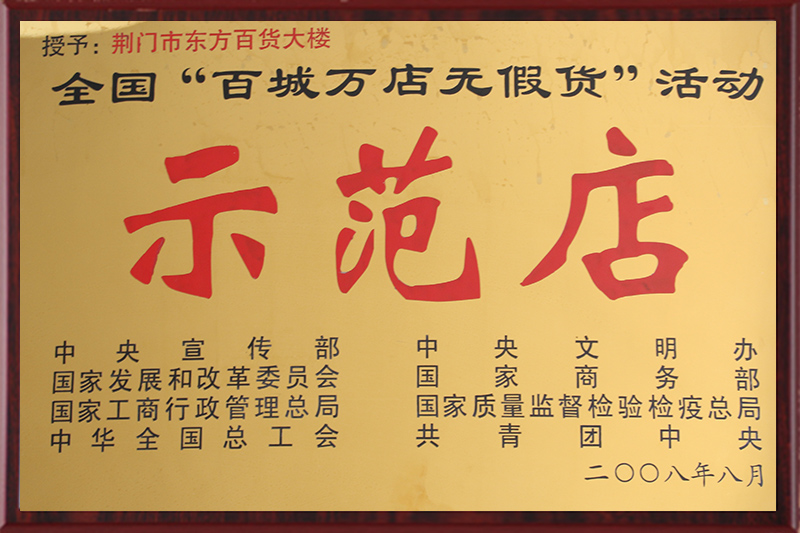 授予：荆门市东方百货大楼
全国“百城万店无假货”活动
示范店
中央宣传部 中央文明办
国家发展和改革委员会 国家商务部
国家工商行政管理总局 国家质量监督检验检疫总局
中华全国总工会 共青团中央
二〇〇八年八月